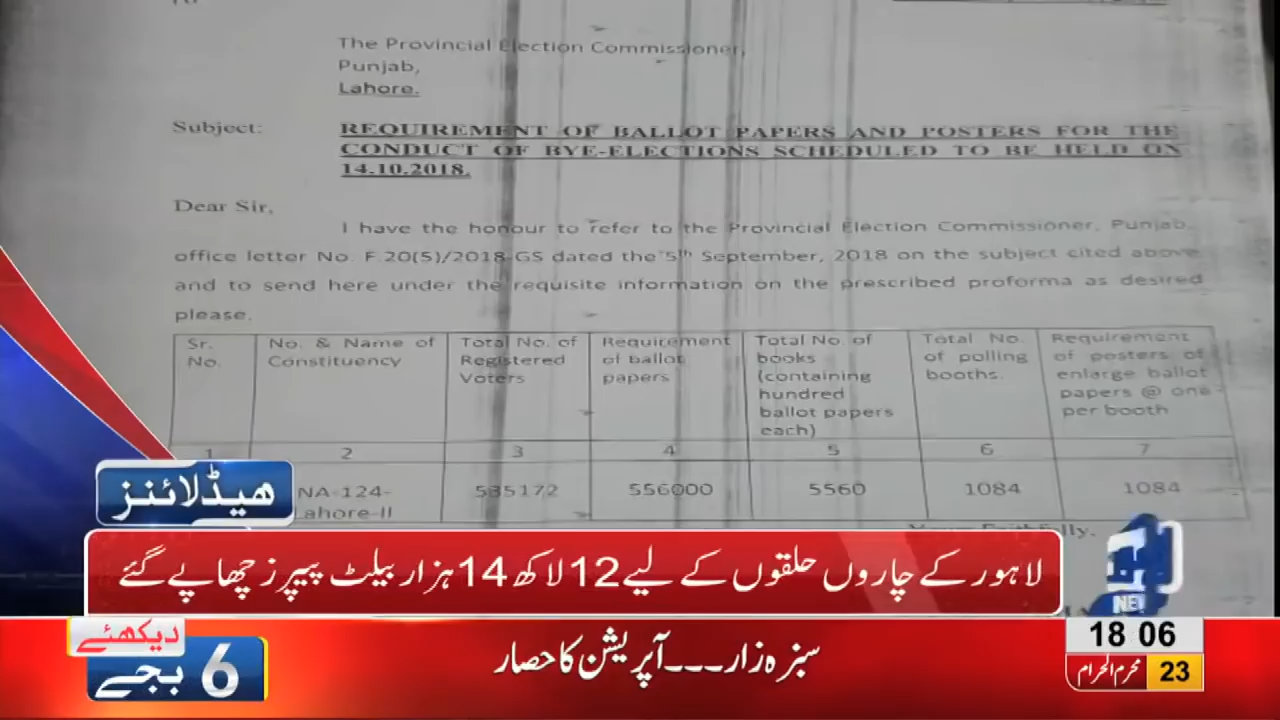 To
The Provincial Election Commissioner,
Punjab,
Lahore.
Subject: REQUIREMENT OF BALLOT PAPERS AND POSTERS FOR THE
CONDUCT OF BYE-ELECTIONS SCHEDULED TO BE HELD ON
14.10.2018.
Dear Sir,
I have the honour to refer to the Provincial Election Commissioner, Punjab,
office letter No. F.20(5)/2018-GS dated the 5th September, 2018 on the subject cited above
and to send here under the requisite information on the prescribed proforma as desired
please.
Sr. No.
No. & Name of Constituency
Total No. of Registered Voters
Requirement of ballot papers
Total No. of books (containing hundred ballot papers each)
Total No. of polling booths.
Requirement of posters of enlarge ballot papers @ one per booth
1 2 3 4 5 6 7
NA-124- 535172 556000 5560 1084 1084
Lahore-II
ھیڈلائنز
لاہور کے چاروں حلقوں کے لیے 12 لاکھ 14 ہزار بیلٹ پیپرز چھاپے گئے
NEW
دیکھئے
6 بجے
سبزہ زار۔۔۔آپریشن کا حصار
18 06
23 محرم الحرام